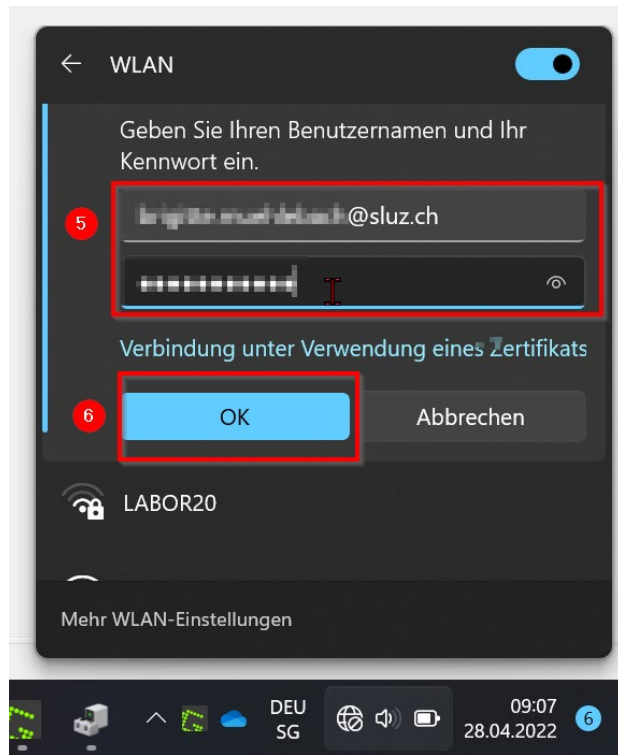 WLAN
Geben Sie Ihren Benutzernamen und Ihr
Kennwort ein.
5
@sluz.ch
Verbindung unter Verwendung eines Zertifikats
6
OK
Abbrechen
LABOR20
Mehr WLAN-Einstellungen
DEU
SG
09:07
28.04.2022
6